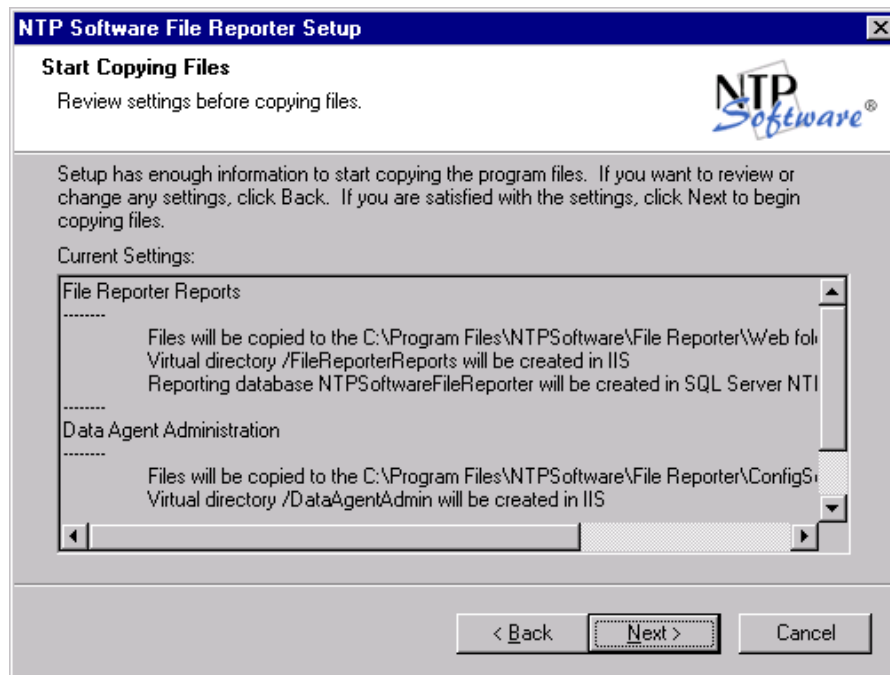 NTP Software File Reporter Setup
Start Copying Files
Review settings before copying files.
NTP
Software®
Setup has enough information to start copying the program files. If you want to review or
change any settings, click Back. If you are satisfied with the settings, click Next to begin
copying files.
Current Settings:
File Reporter Reports
--------
Files will be copied to the C:\Program Files\NTPSoftware\File Reporter\Web
Virtual directory /FileReporterReports will be created in IIS
Reporting database NTPSoftwareFileReporter will be created in SQL Server
--------
Data Agent Administration
--------
Files will be copied to the C:\Program Files\NTPSoftware\File Reporter\
Virtual directory /DataAgentAdmin will be created in IIS
< Back
Next >
Cancel